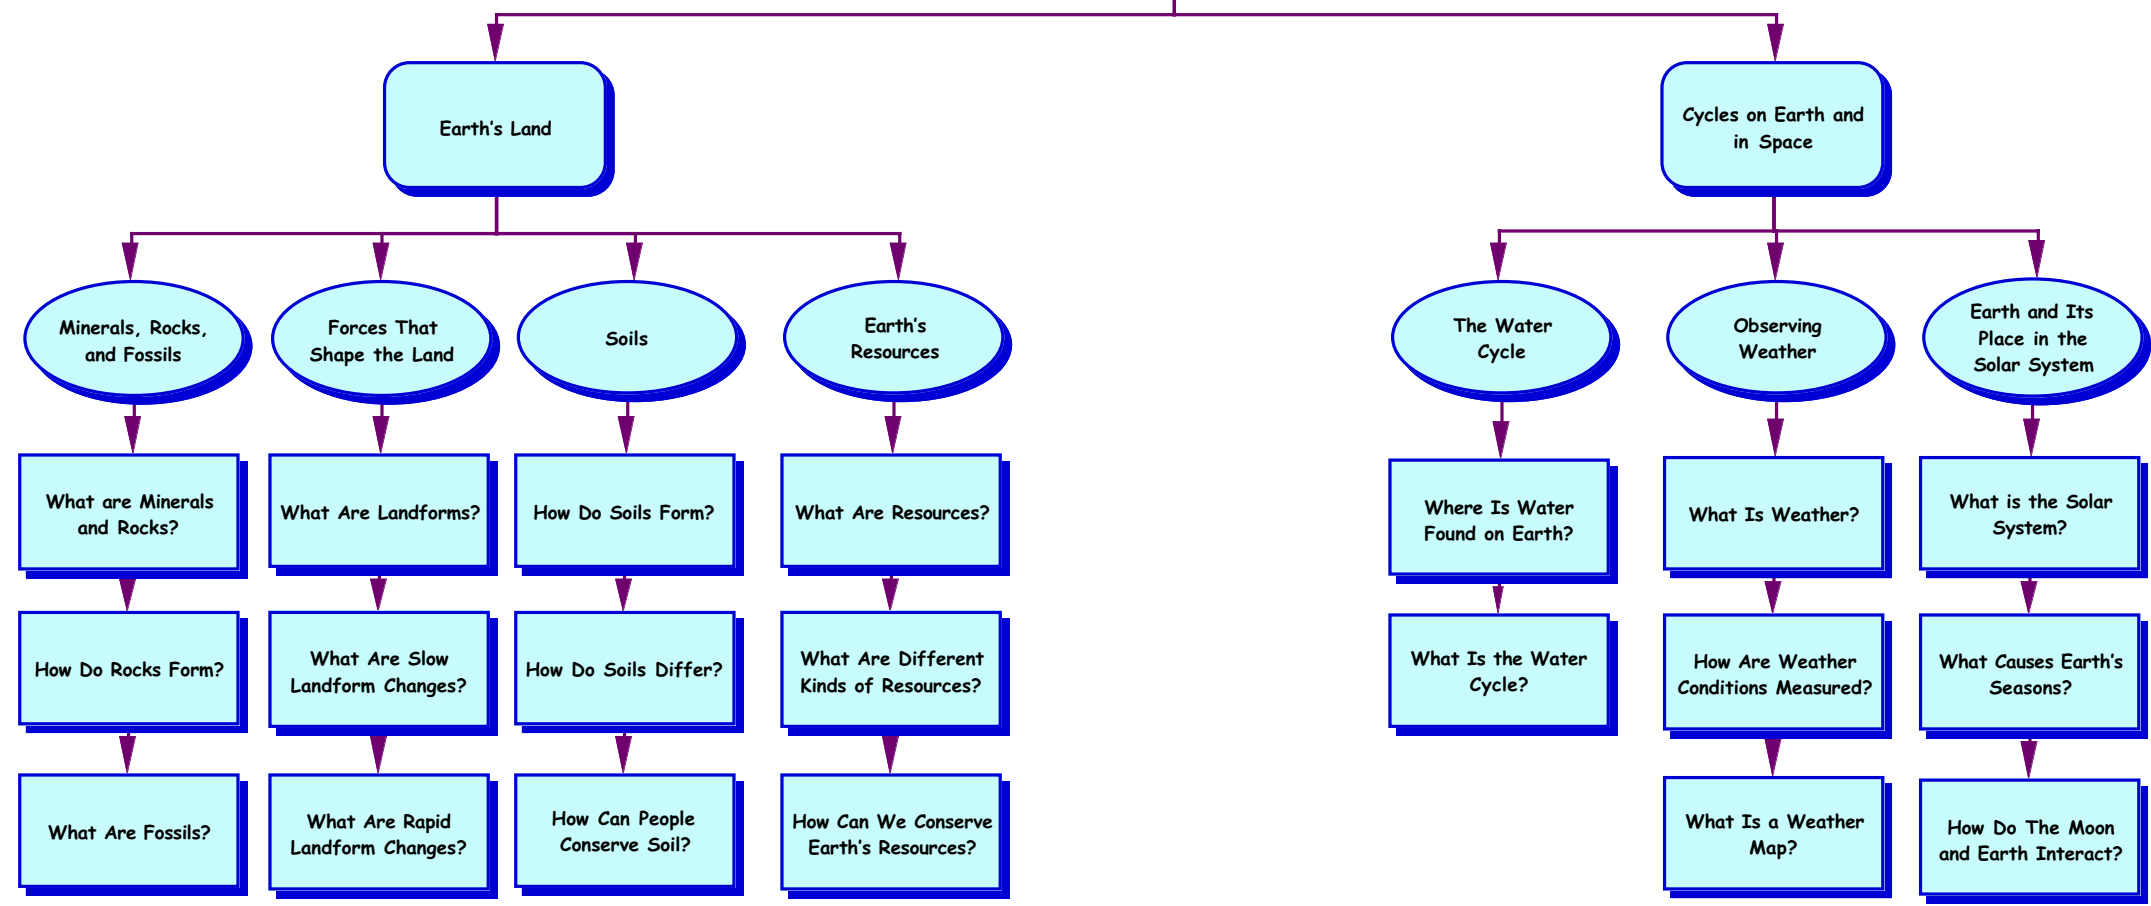 Earth's Land
Cycles on Earth and
in Space
Minerals, Rocks,
and Fossils
Forces That
Shape the Land
Soils
Earth's
Resources
The Water
Cycle
Observing
Weather
Earth and Its
Place in the
Solar System
What are Minerals
and Rocks?
What Are Landforms?
How Do Soils Form?
What Are Resources?
Where Is Water
Found on Earth?
What Is Weather?
What is the Solar
System?
How Do Rocks Form?
What Are Slow
Landform Changes?
How Do Soils Differ?
What Are Different
Kinds of Resources?
What Is the Water
Cycle?
How Are Weather
Conditions Measured?
What Causes Earth's
Seasons?
What Are Fossils?
What Are Rapid
Landform Changes?
How Can People
Conserve Soil?
How Can We Conserve
Earth's Resources?
What Is a Weather
Map?
How Do The Moon
and Earth Interact?